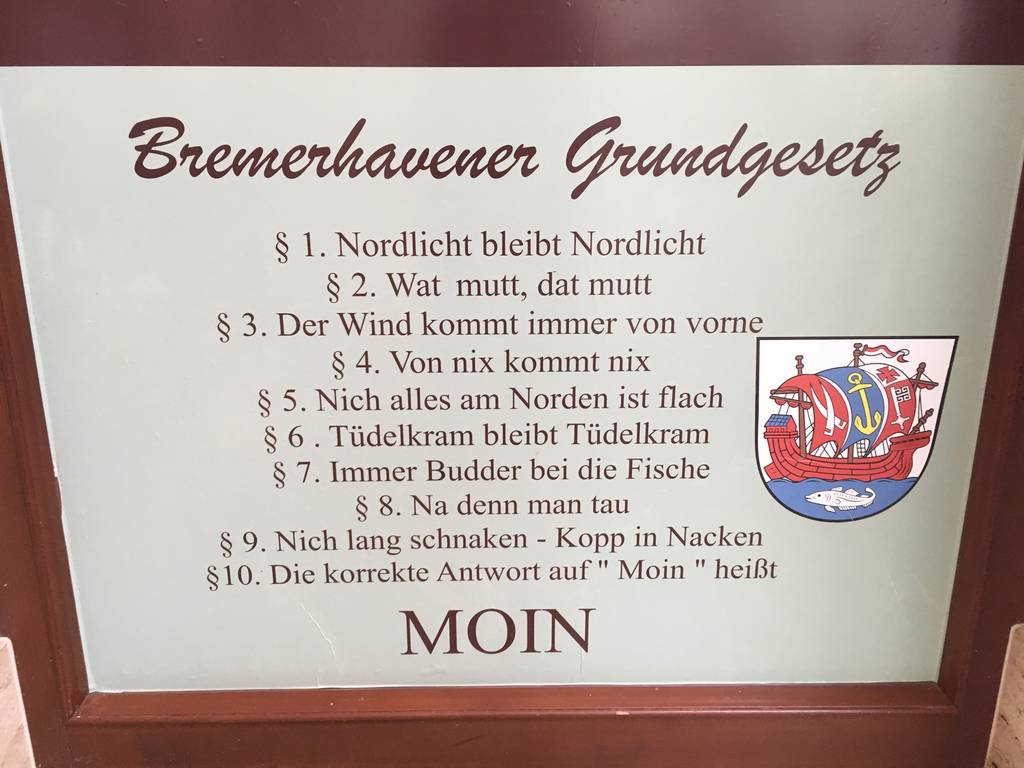 Bremerhavener Grundgesetz
§ 1. Nordlicht bleibt Nordlicht
§ 2. Wat mutt, dat mutt
§ 3. Der Wind kommt immer von vorne
§ 4. Von nix kommt nix
§ 5. Nich alles am Norden ist flach
§ 6 . Tüdelkram bleibt Tüdelkram
§ 7. Immer Budder bei die Fische
§ 8. Na denn man tau
§ 9. Nich lang schnaken - Kopp in Nacken
§10. Die korrekte Antwort auf " Moin " heißt
MOIN